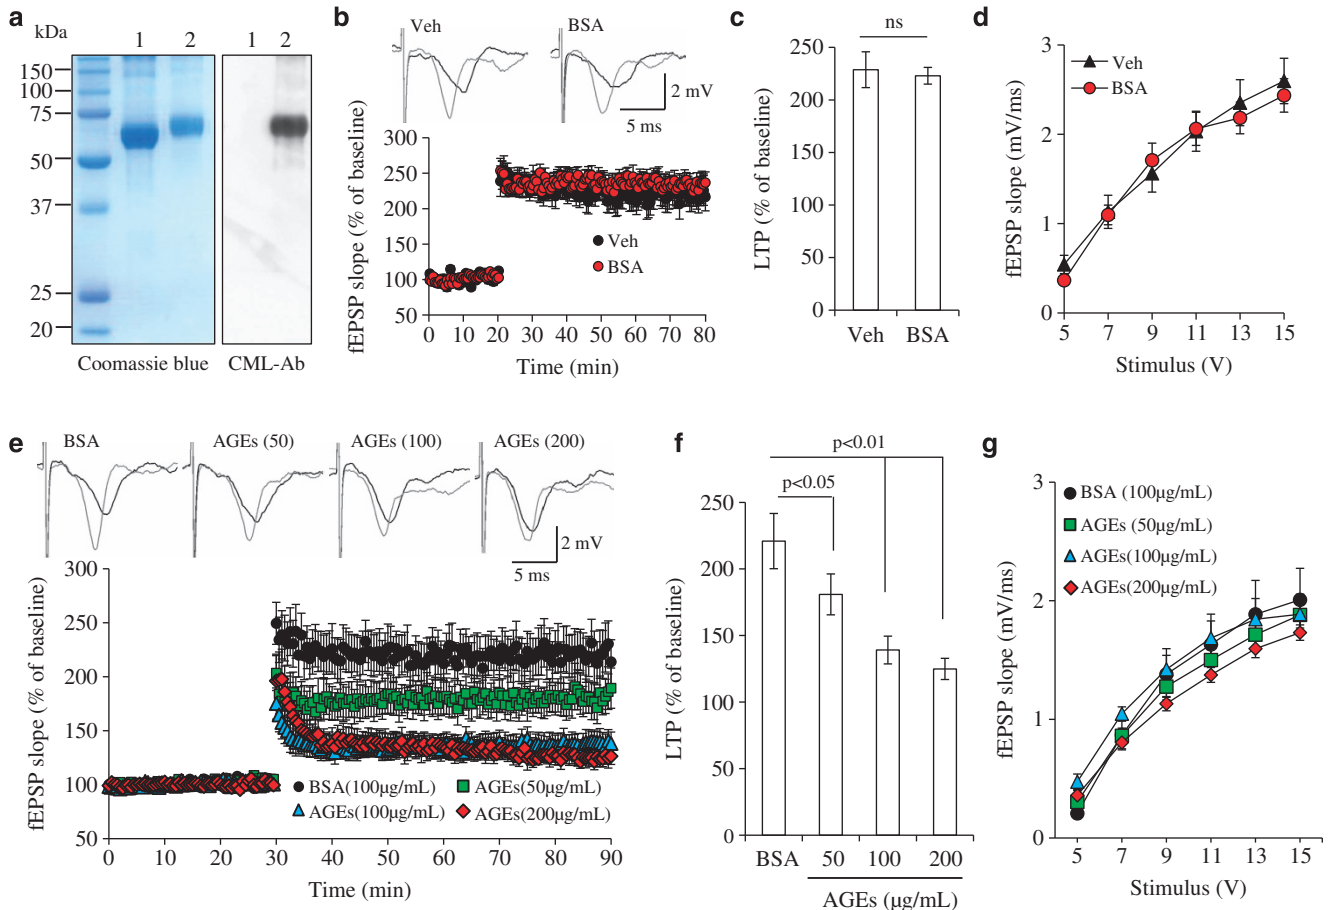 a
kDa
1 2 1 2
150
100
75
50
37
25
20
Coomassie blue CML-Ab
b
Veh BSA
2 mV
5 ms
fEPSP slope (% of baseline)
300
250
200
150
100
50
Veh
BSA
0 10 20 30 40 50 60 70 80
Time (min)
c
ns
LTP (% of baseline)
250
200
150
100
50
0
Veh BSA
d
fEPSP slope (mV/ms)
3
2
1
0
Veh
BSA
5 7 9 11 13 15
Stimulus (V)
e
BSA AGEs (50) AGEs (100) AGEs (200)
2 mV
5 ms
fEPSP slope (% of baseline)
300
250
200
150
100
50
BSA(100µg/mL) AGEs(50µg/mL)
AGEs(100µg/mL) AGEs(200µg/mL)
0 10 20 30 40 50 60 70 80 90
Time (min)
f
p<0.01
p<0.05
LTP (% of baseline)
250
200
150
100
50
0
BSA 50 100 200
AGEs (µg/mL)
g
fEPSP slope (mV/ms)
3
2
1
0
BSA (100µg/mL)
AGEs (50µg/mL)
AGEs(100µg/mL)
AGEs(200µg/mL)
5 7 9 11 13 15
Stimulus (V)